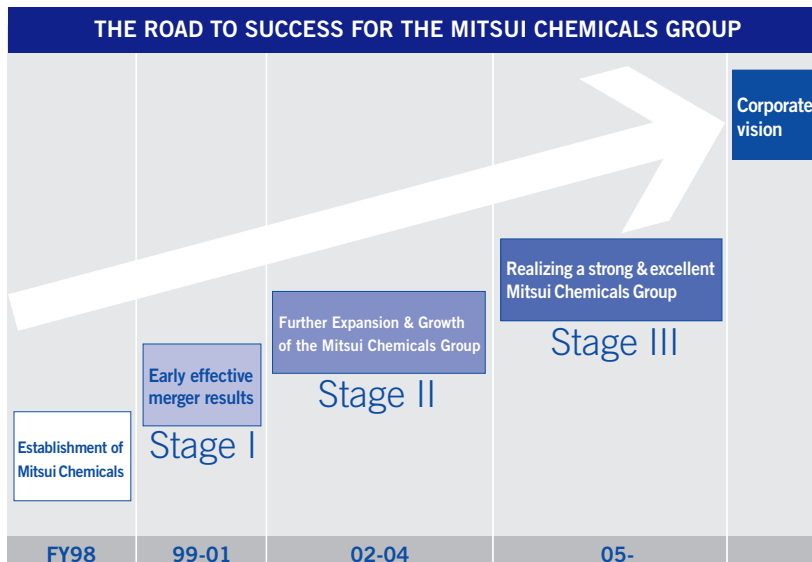 THE ROAD TO SUCCESS FOR THE MITSUI CHEMICALS GROUP
Corporate
vision
Realizing a strong & excellent
Mitsui Chemicals Group
Stage III
Further Expansion & Growth
of the Mitsui Chemicals Group
Stage II
Early effective
merger results
Stage I
Establishment of
Mitsui Chemicals
FY98 99-01 02-04 05-